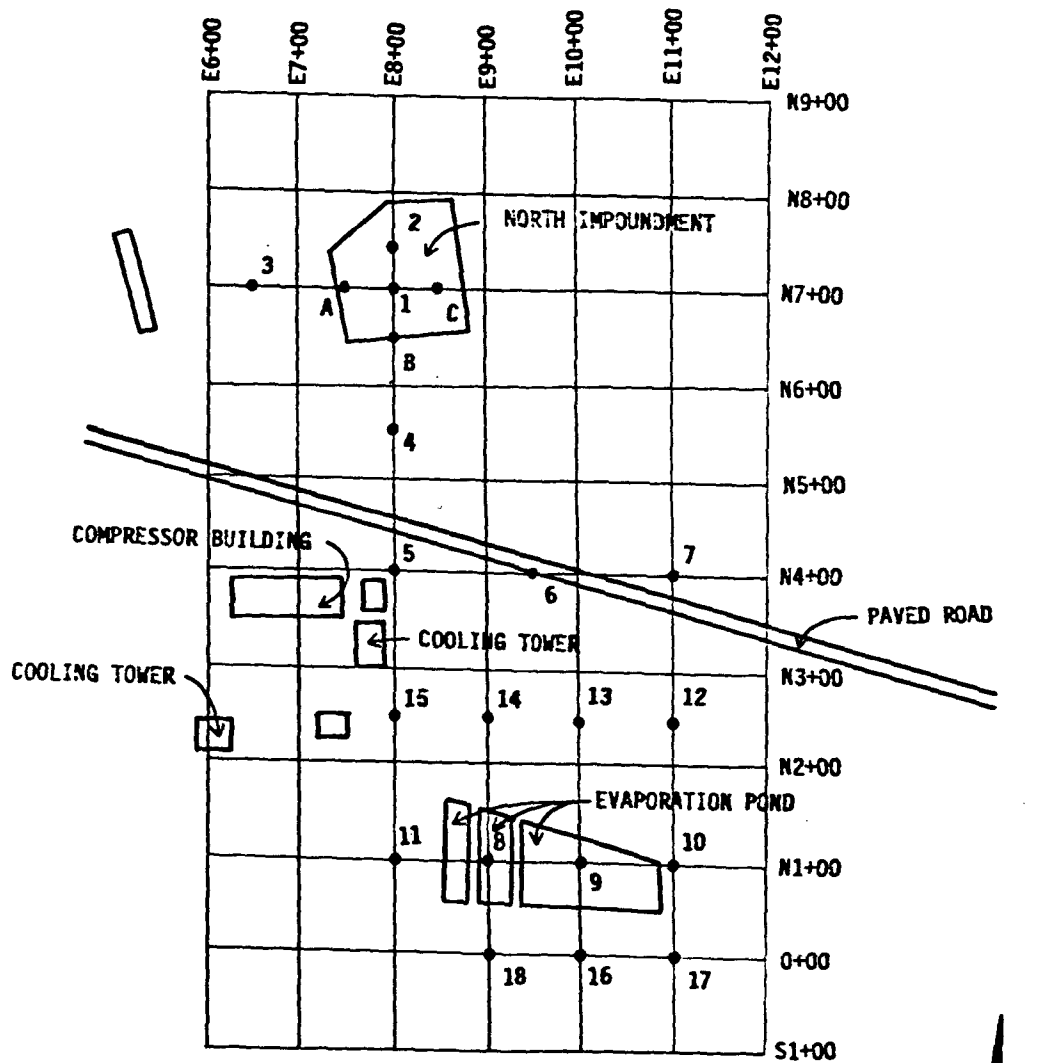 E6+00
E7+00
E8+00
E9+00
E10+00
E11+00
E12+00
N9+00
N8+00
2
NORTH IMPOUNDMENT
3
A
1
C
N7+00
B
N6+00
4
N5+00
COMPRESSOR BUILDING
5
7
6
N4+00
PAVED ROAD
COOLING TOWER
COOLING TOWER
N3+00
15
14
13
12
N2+00
EVAPORATION POND
11
8
10
9
N1+00
0+00
18
16
17
S1+00